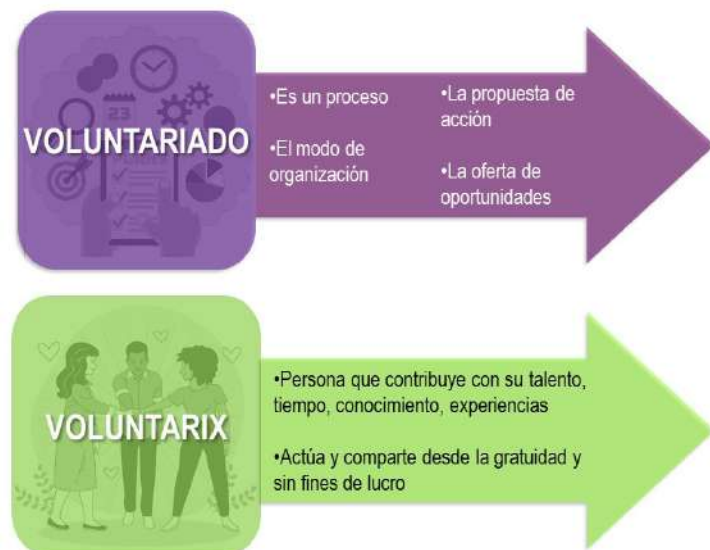 VOLUNTARIADO
•Es un proceso
•El modo de
organización
•La propuesta de
acción
•La oferta de
oportunidades
23
VOLUNTARIX
•Persona que contribuye con su talento,
tiempo, conocimiento, experiencias
•Actúa y comparte desde la gratuidad y
sin fines de lucro